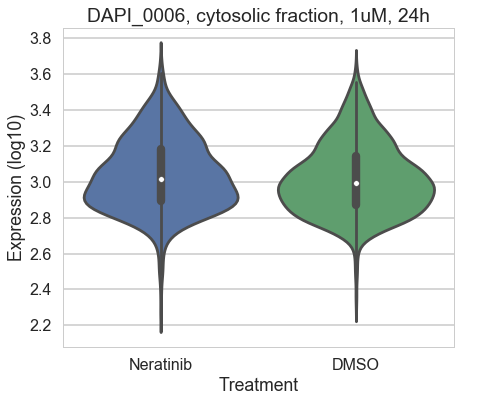 DAPI_0006, cytosolic fraction, 1uM, 24h
3.8
3.6
3.4
3.2
3.0
2.8
2.6
2.4
2.2
Expression (log10)
Neratinib DMSO
Treatment